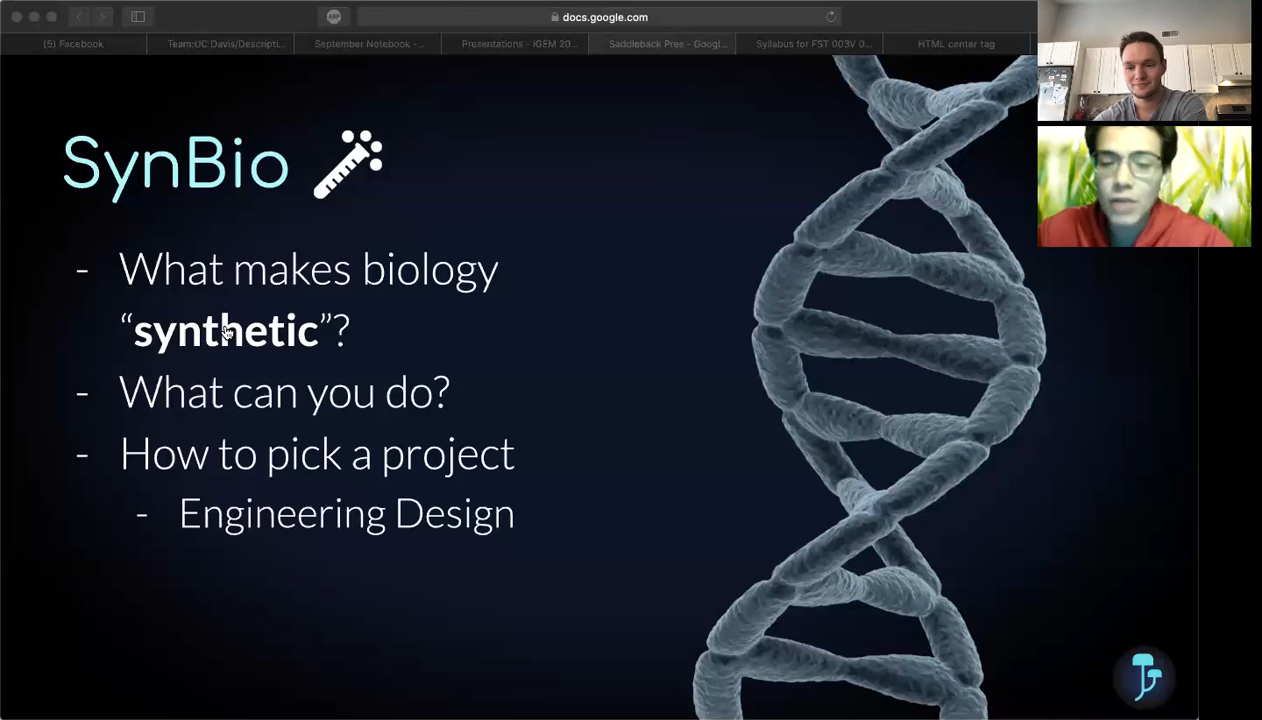 ABP
docs.google.com
(5) Facebook
Team:UC Davis/Descripti...
September Notebook -...
Presentations - iGEM 20...
Saddleback Pres - Googl...
Syllabus for FST 003V 0...
HTML center tag
SynBio
- What makes biology
“synthetic”?
- What can you do?
- How to pick a project
- Engineering Design